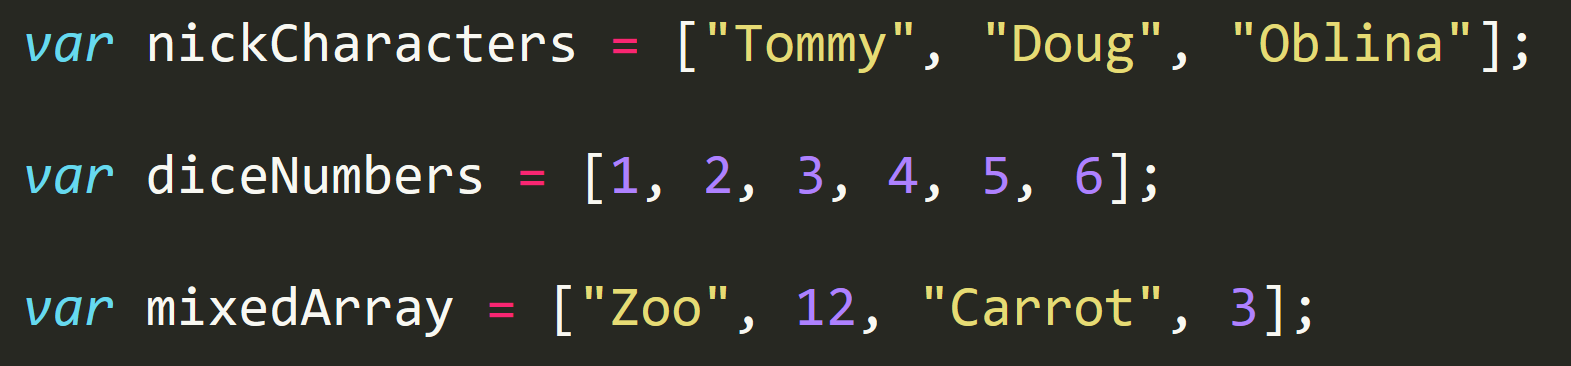 var nickCharacters = ["Tommy", "Doug", "Oblina"];
var diceNumbers = [1, 2, 3, 4, 5, 6];
var mixedArray = ["Zoo", 12, "Carrot", 3];